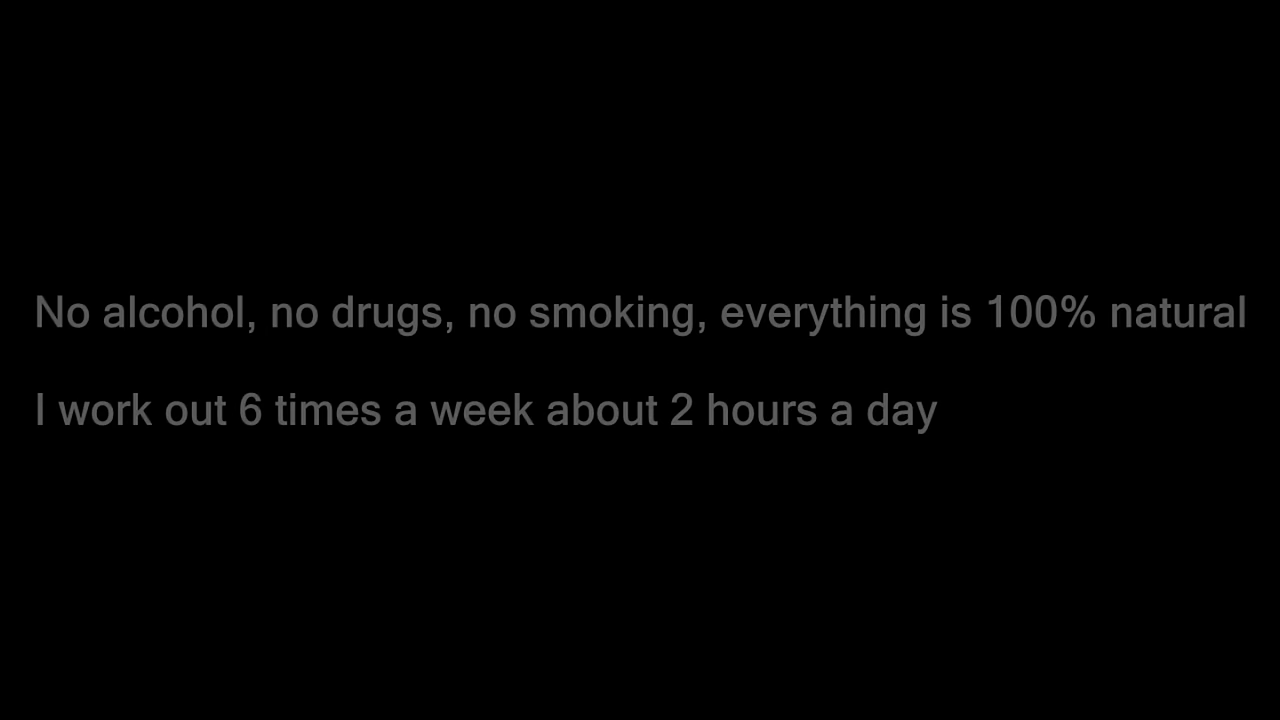 No alcohol, no drugs, no smoking, everything is 100% natural
I work out 6 times a week about 2 hours a day